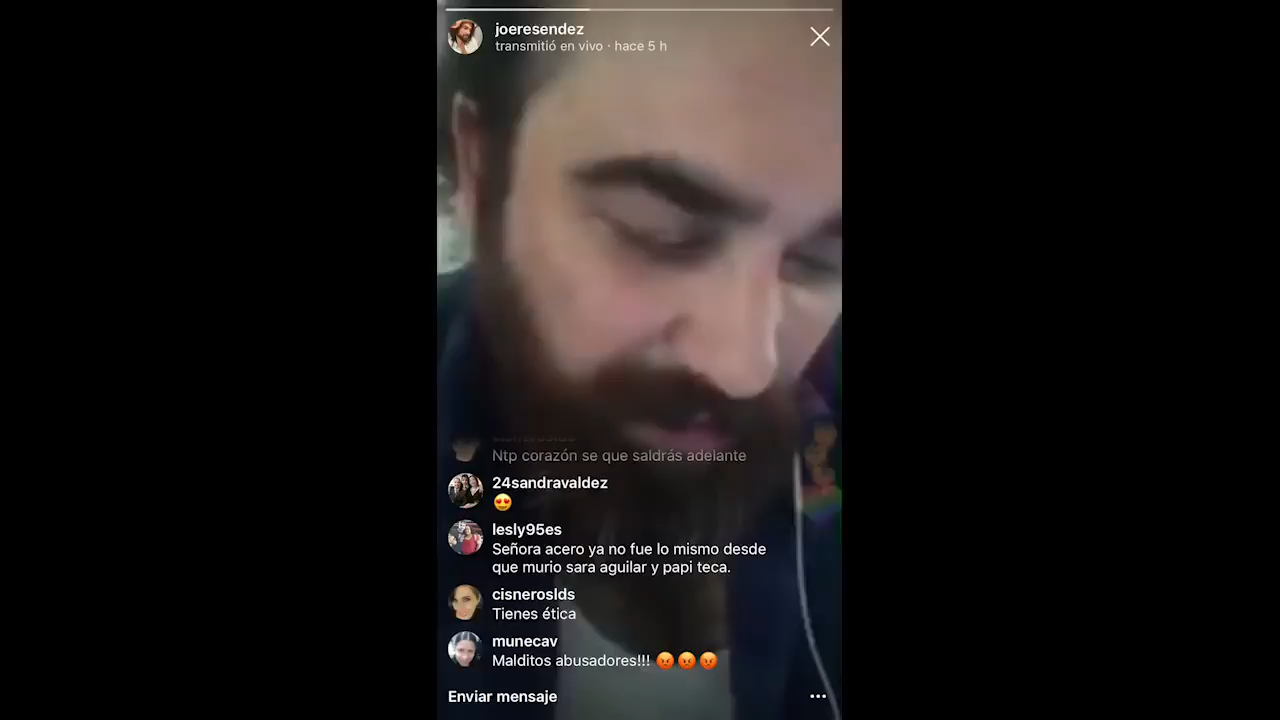 joeresendez
transmitió en vivo · hace 5 h
Ntp corazón se que saldrás adelante
24sandravaldez
😍
lesly95es
Señora acero ya no fue lo mismo desde
que murio sara aguilar y papi teca.
cisneroslds
Tienes ética
munecav
Malditos abusadores!!! 😡😡😡
Enviar mensaje